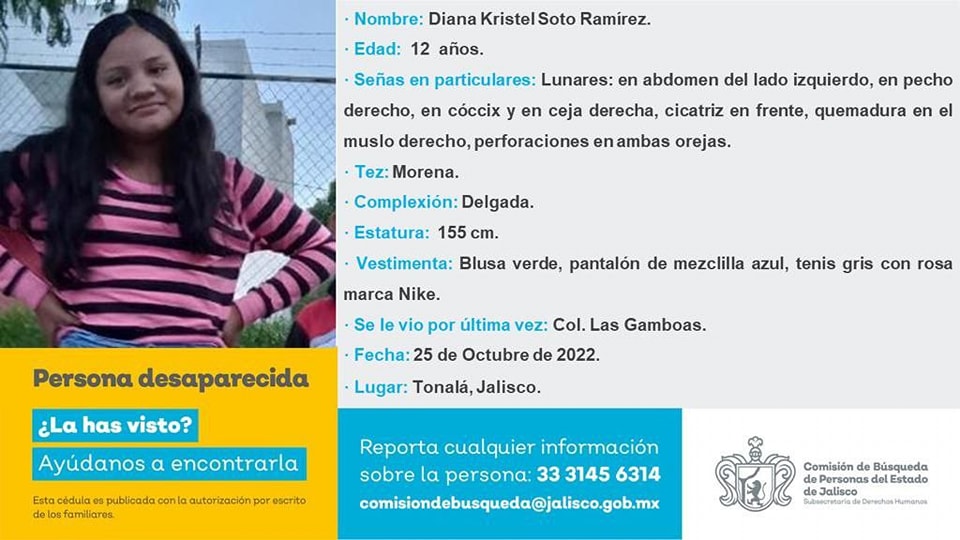 · Nombre: Diana Kristel Soto Ramírez.
· Edad: 12 años.
· Señas en particulares: Lunares: en abdomen del lado izquierdo, en pecho
derecho, en cóccix y en ceja derecha, cicatriz en frente, quemadura en el
muslo derecho, perforaciones en ambas orejas.
· Tez: Morena.
· Complexión: Delgada.
· Estatura: 155 cm.
· Vestimenta: Blusa verde, pantalón de mezclilla azul, tenis gris con rosa
marca Nike.
· Se le vio por última vez: Col. Las Gamboas.
· Fecha: 25 de Octubre de 2022.
· Lugar: Tonalá, Jalisco.
Persona desaparecida
¿La has visto?
Ayúdanos a encontrarla
Esta cédula es publicada con la autorización por escrito
de los familiares.
Reporta cualquier información
sobre la persona: 33 3145 6314
comisiondebusqueda@jalisco.gob.mx
Comisión de Búsqueda
de Personas del Estado
de Jalisco
Subsecretaría de Derechos Humanos